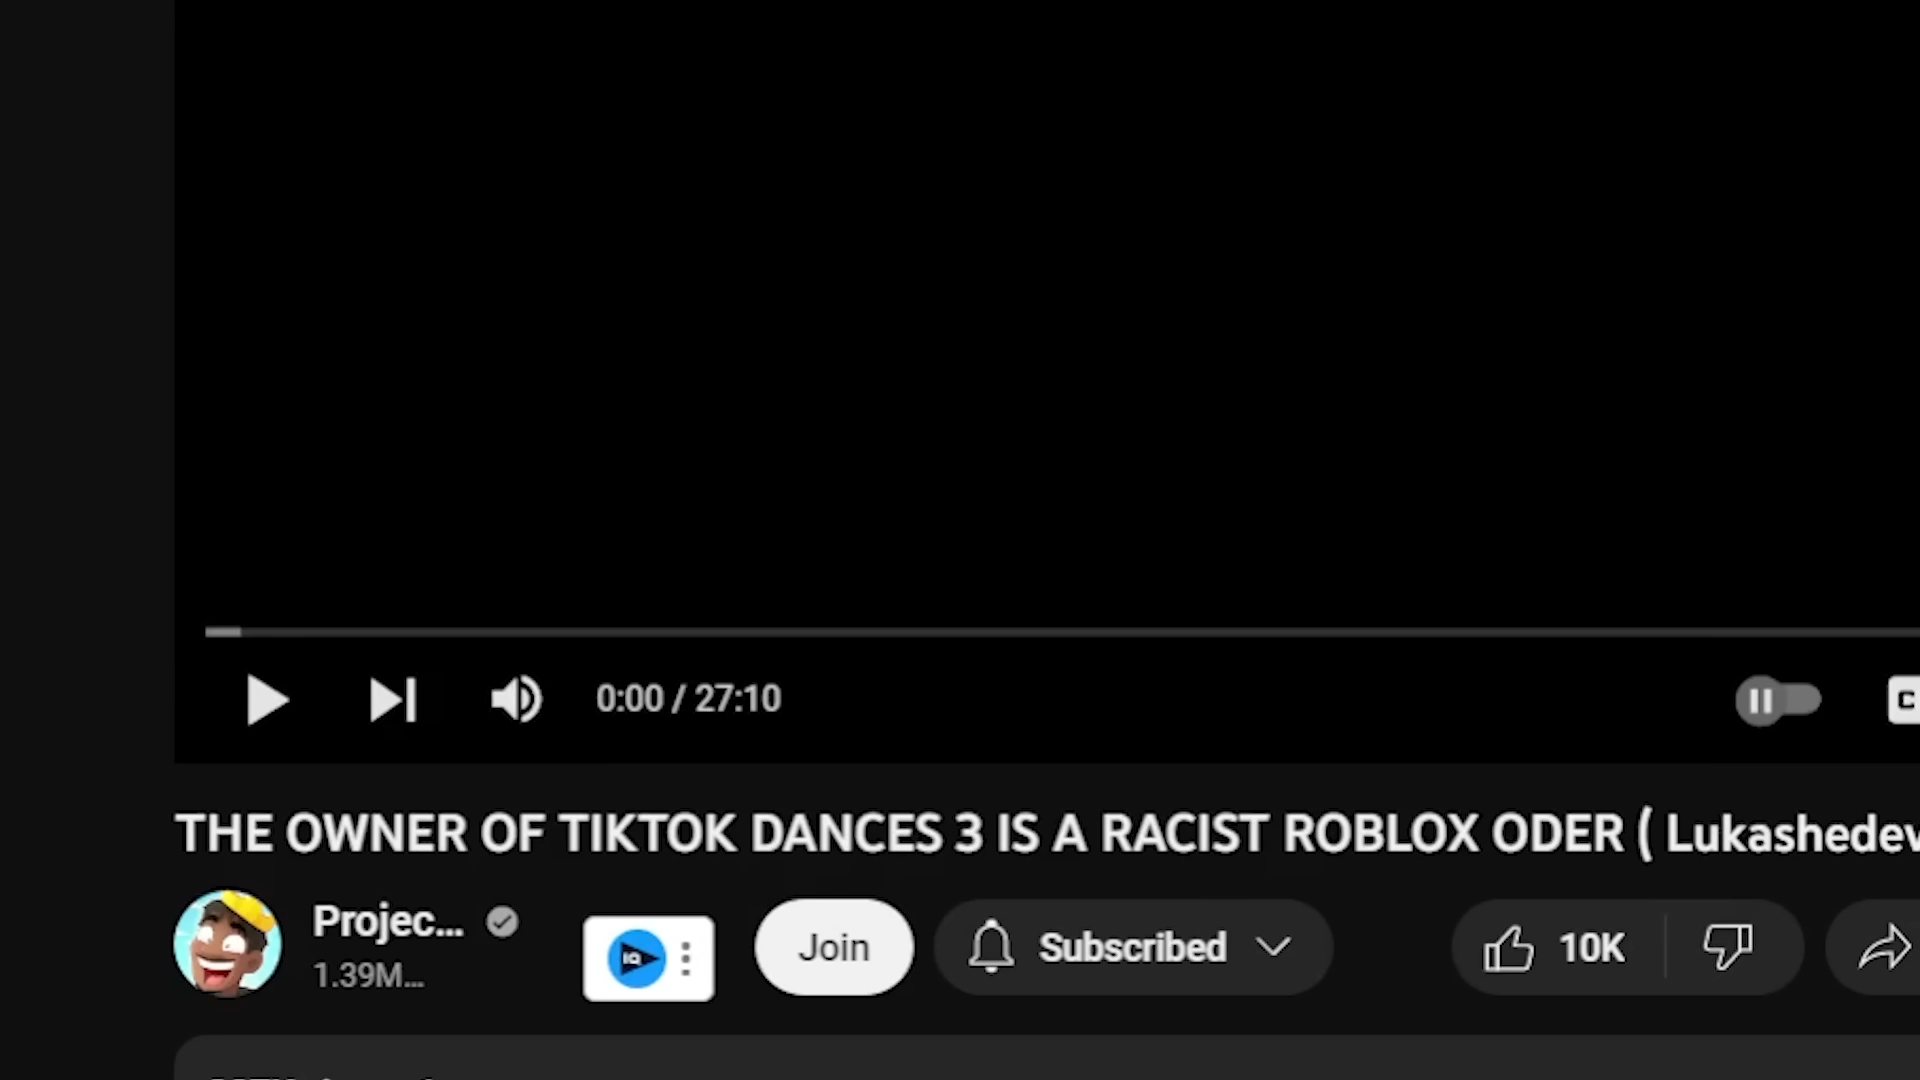 0:00 / 27:10
C
THE OWNER OF TIKTOK DANCES 3 IS A RACIST ROBLOX ODER ( Lukashedev
Projec...
1.39M...
IQ
Join
Subscribed
10K